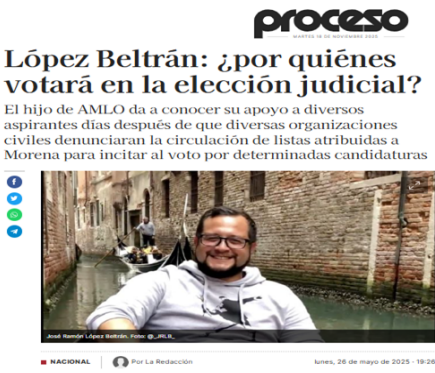 proceso
MARTES 18 DE NOVIEMBRE 2025
López Beltrán: ¿por quiénes
votará en la elección judicial?
El hijo de AMLO da a conocer su apoyo a diversos
aspirantes días después de que diversas organizaciones
civiles denunciaran la circulación de listas atribuidas a
Morena para incitar al voto por determinadas candidaturas
José Ramón López Beltrán. Foto: @_JRLB_
NACIONAL
Por La Redacción
lunes, 26 de mayo de 2025 - 19:26